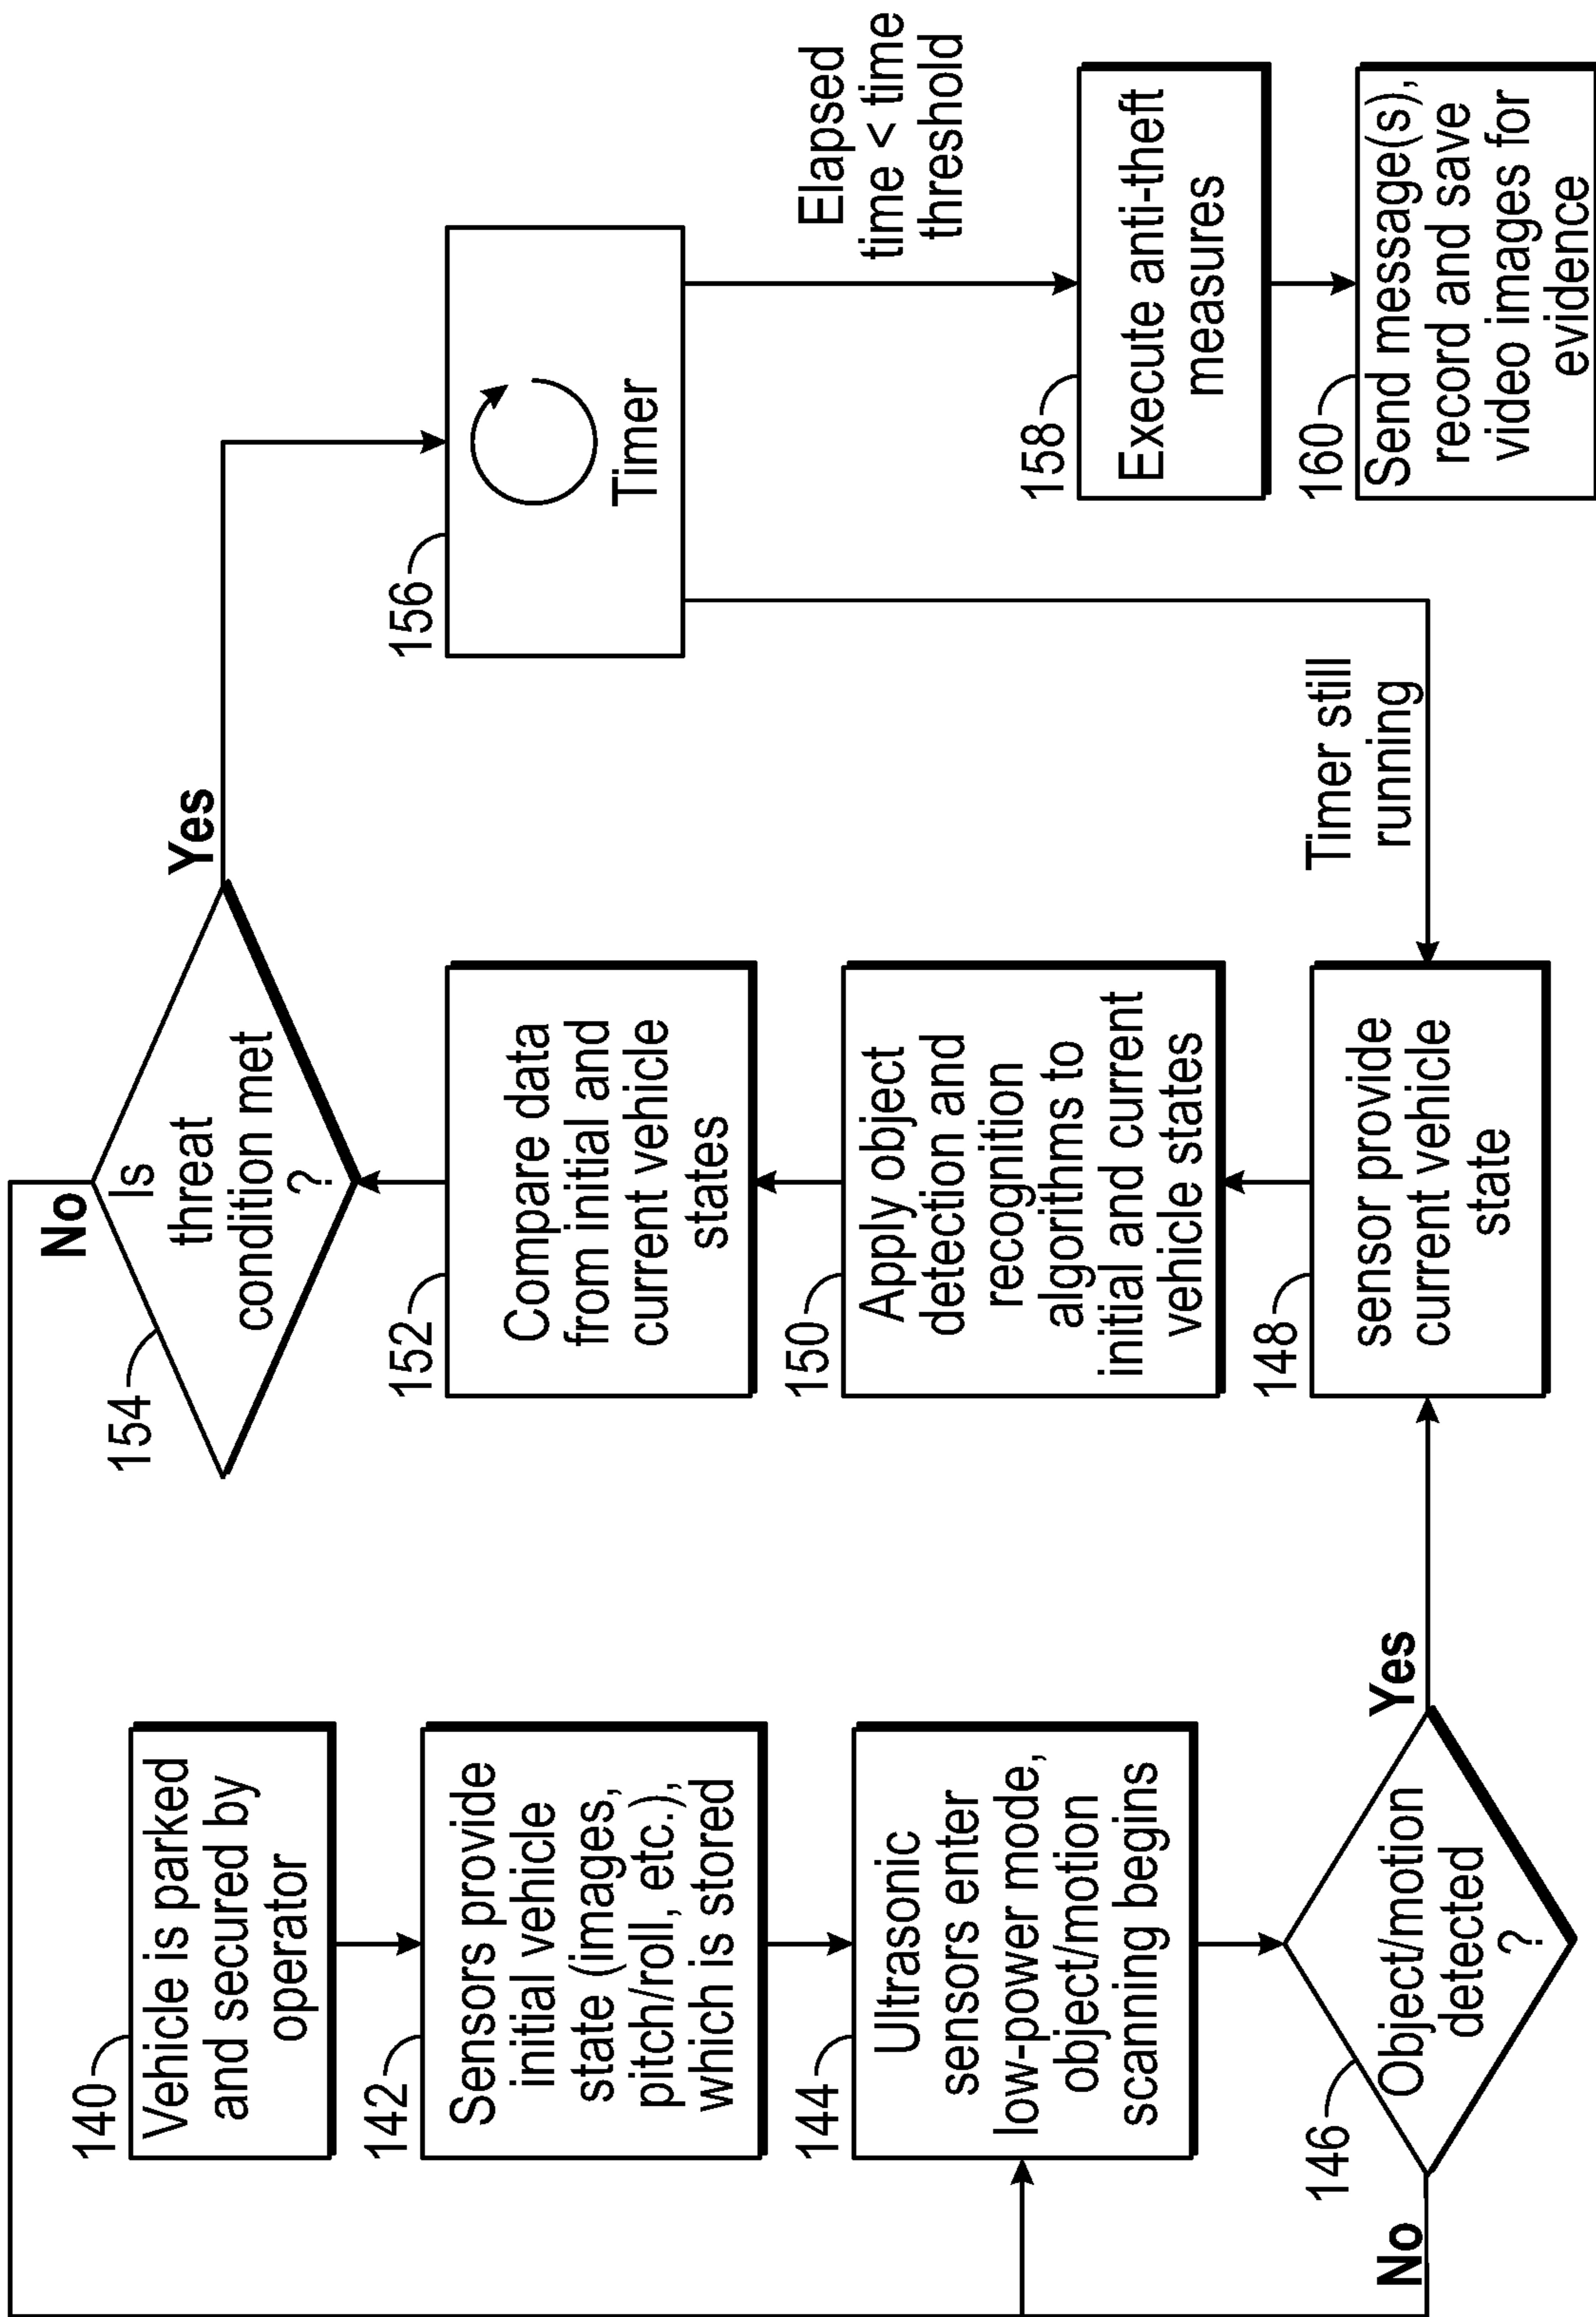 140
Vehicle is parked
and secured by
operator
142
Sensors provide
initial vehicle
state (images,
pitch/roll, etc.),
which is stored
144
Ultrasonic
sensors enter
low-power mode,
object/motion
scanning begins
146
Object/motion
detected
?
No
Yes
148
sensor provide
current vehicle
state
150
Apply object
detection and
recognition
algorithms to
initial and current
vehicle states
152
Compare data
from initial and
current vehicle
states
154
Is
threat
condition met
?
No
Yes
156
Timer
Timer still
running
Elapsed
time < time
threshold
158
Execute anti-theft
measures
160
Send message(s),
record and save
video images for
evidence